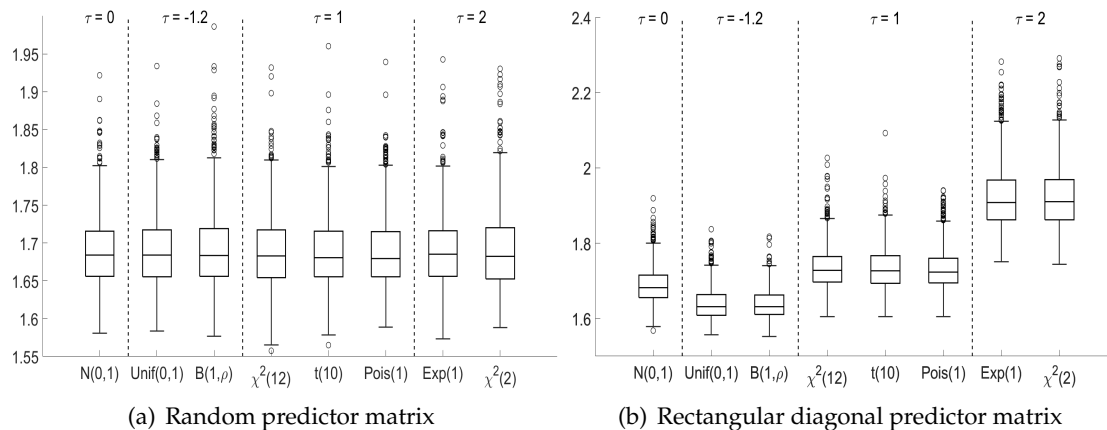 τ = 0 τ = -1.2 τ = 1 τ = 2
1.95
1.9
1.85
1.8
1.75
1.7
1.65
1.6
1.55
N(0,1) Unif(0,1) B(1,ρ) χ²(12) t(10) Pois(1) Exp(1) χ²(2)
(a) Random predictor matrix
τ = 0 τ = -1.2 τ = 1 τ = 2
2.4
2.2
2
1.8
1.6
N(0,1) Unif(0,1) B(1,ρ) χ²(12) t(10) Pois(1) Exp(1) χ²(2)
(b) Rectangular diagonal predictor matrix